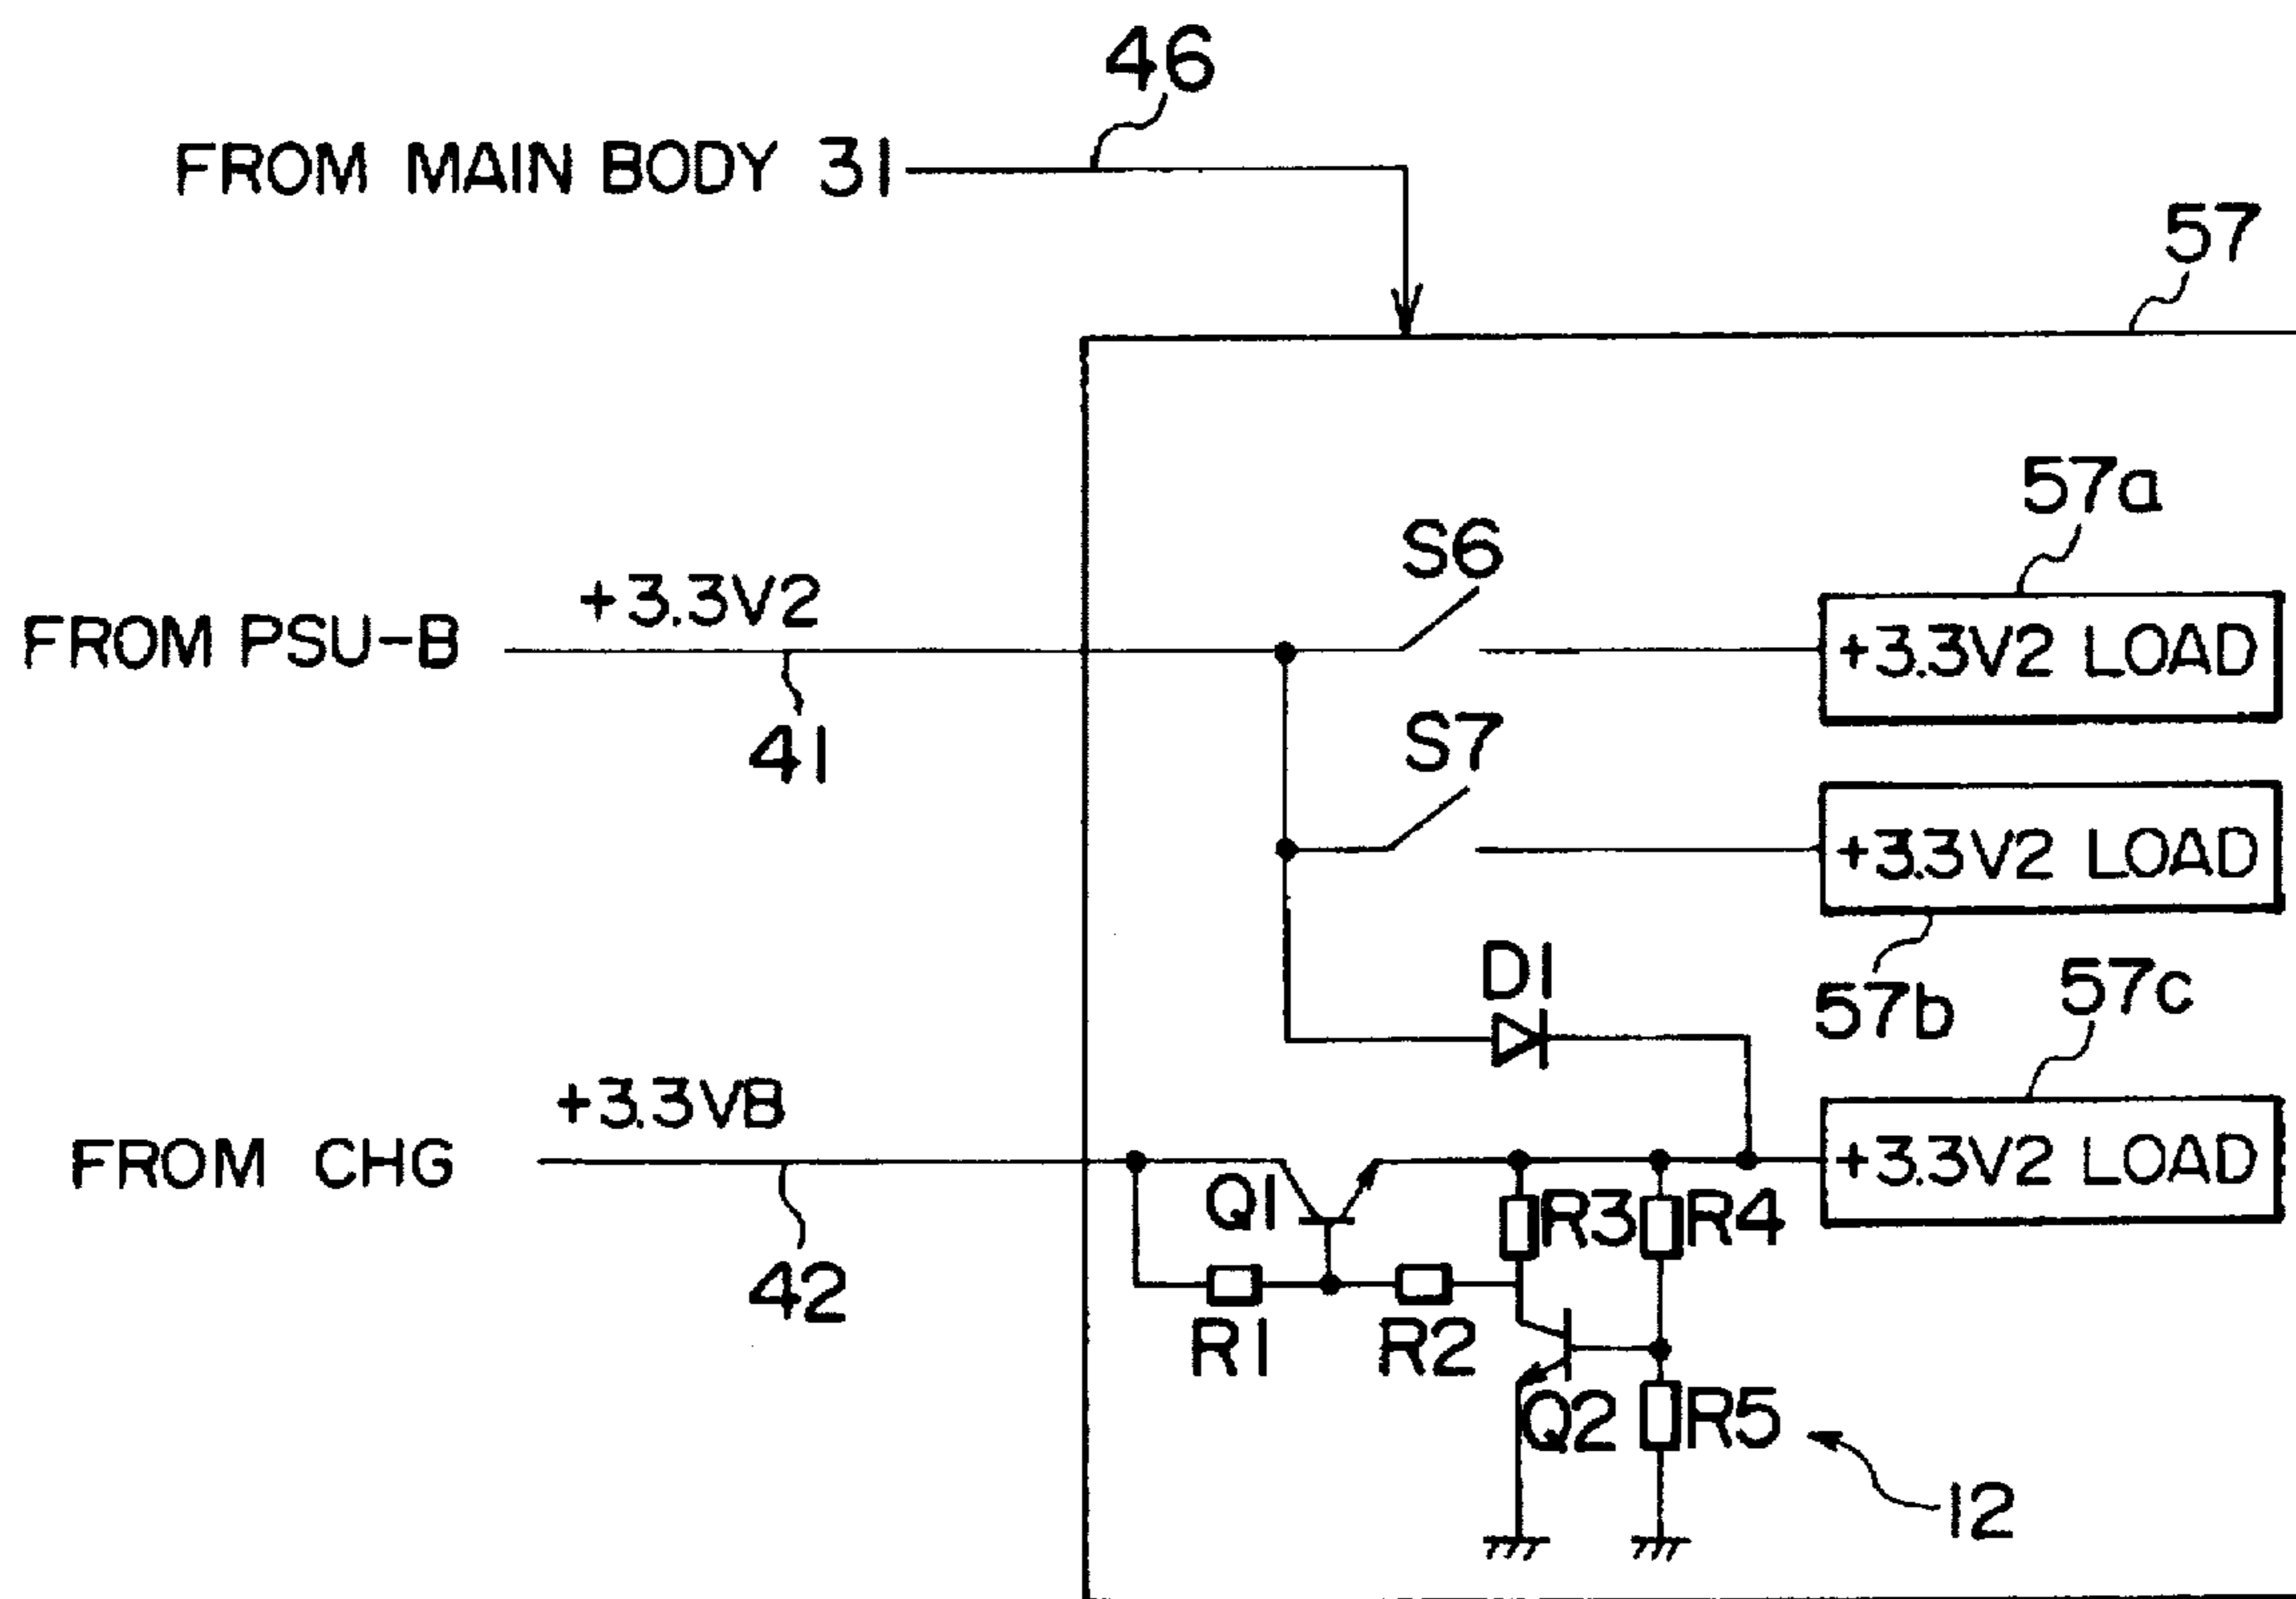 46
FROM MAIN BODY 31
57
57a
S6
+3.3V2
FROM PSU-B
+3.3V2 LOAD
41
S7
+3.3V2 LOAD
D1
57b
57c
+3.3VB
FROM CHG
+3.3V2 LOAD
Q1
R3
R4
42
R1
R2
Q2
R5
12